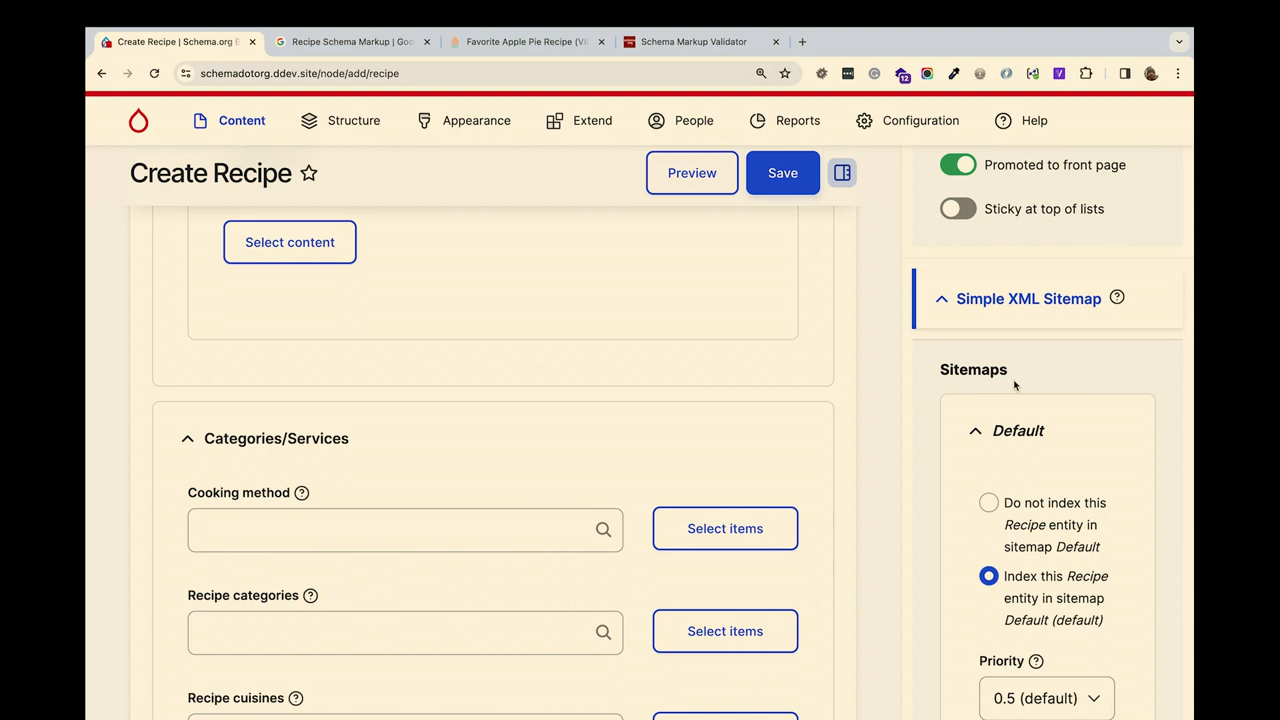 Create Recipe | Schema.org B
Recipe Schema Markup | Goo
Favorite Apple Pie Recipe (VI
Schema Markup Validator
schemadotorg.ddev.site/node/add/recipe
12
Content
Structure
Appearance
Extend
People
Reports
Configuration
Help
Create Recipe
Preview
Save
Promoted to front page
Sticky at top of lists
Select content
Simple XML Sitemap
Sitemaps
Default
Categories/Services
Cooking method
Select items
Do not index this
Recipe entity in
sitemap Default
Index this Recipe
entity in sitemap
Default (default)
Recipe categories
Select items
Priority
0.5 (default)
Recipe cuisines